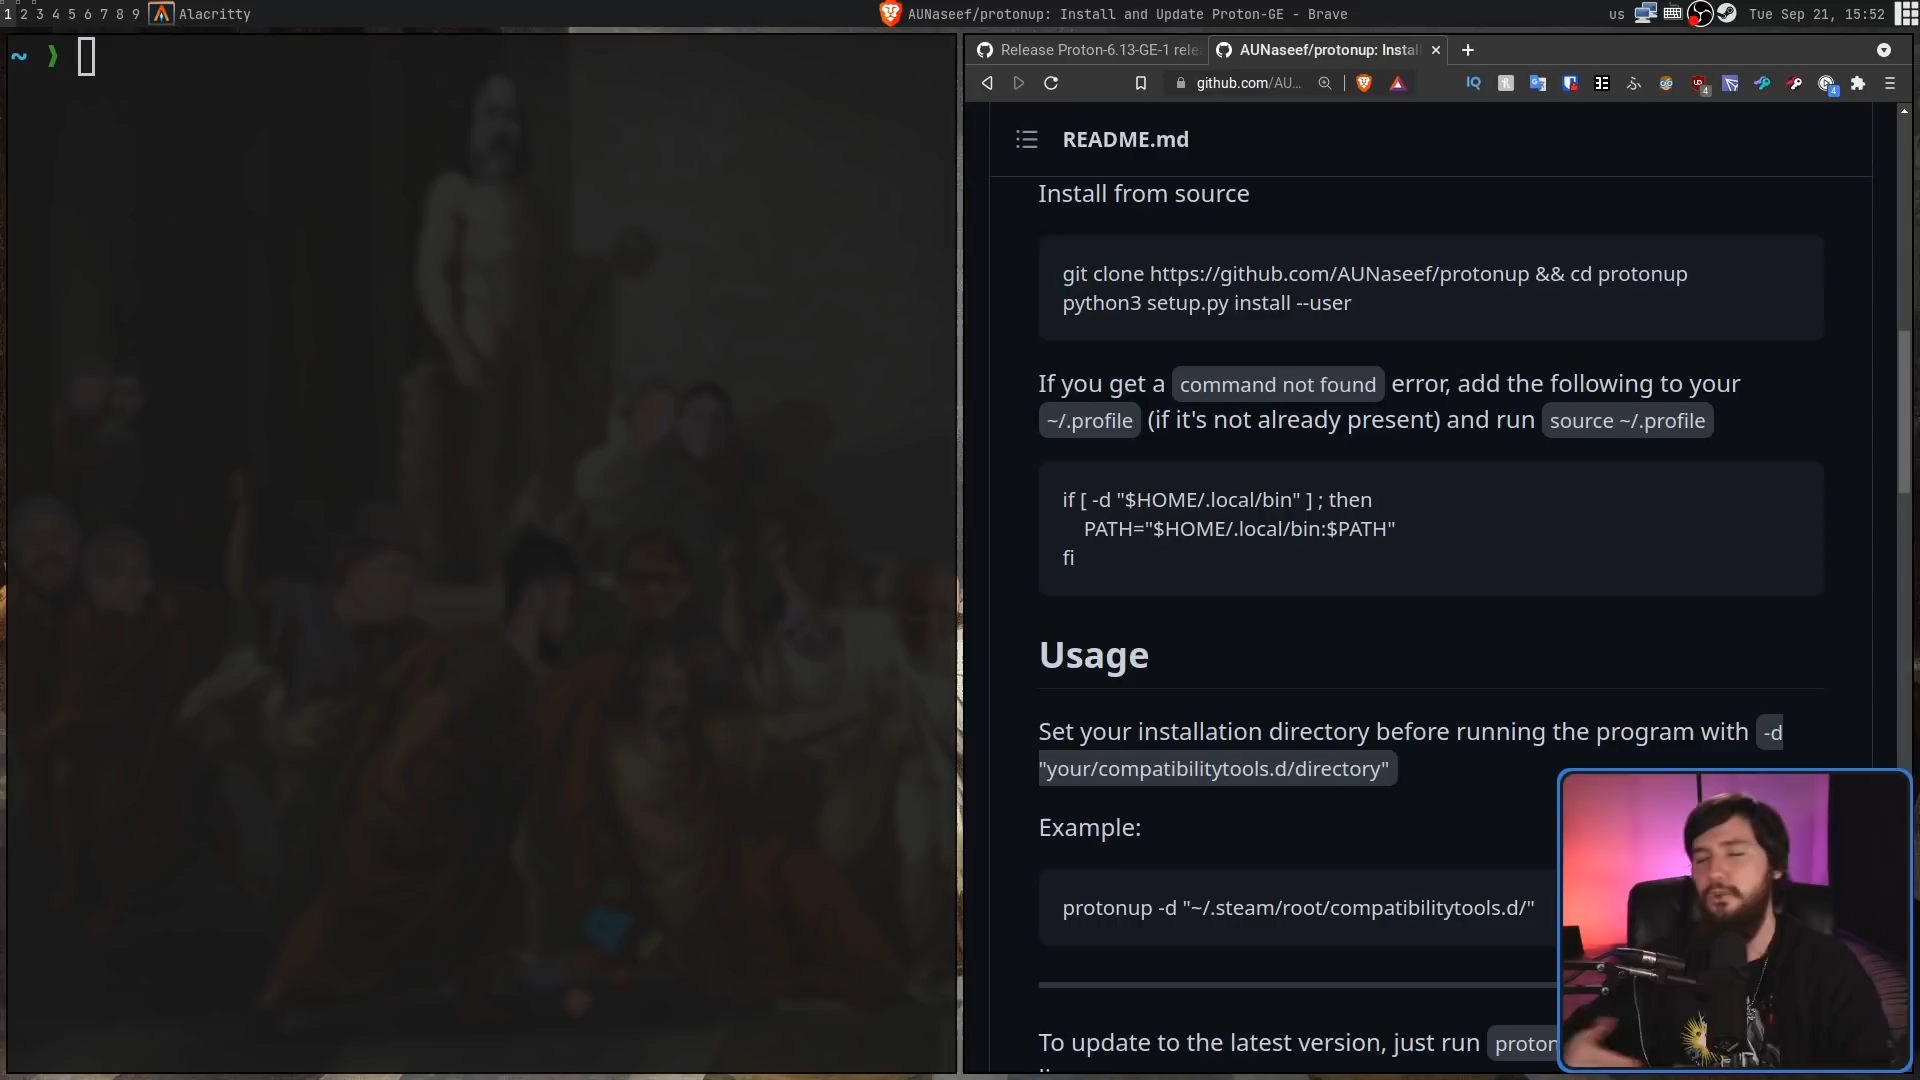 1 2 3 4 5 6 7 8 9 Alacritty
AUNaseef/protonup: Install and Update Proton-GE - Brave
us Tue Sep 21, 15:52
~ ❯
Release Proton-6.13-GE-1 rele
AUNaseef/protonup: Instal
github.com/AU...
README.md
Install from source
git clone https://github.com/AUNaseef/protonup && cd protonup
python3 setup.py install --user
If you get a command not found error, add the following to your
~/.profile (if it's not already present) and run source ~/.profile
if [ -d "$HOME/.local/bin" ] ; then
PATH="$HOME/.local/bin:$PATH"
fi
Usage
Set your installation directory before running the program with -d
"your/compatibilitytools.d/directory"
Example:
protonup -d "~/.steam/root/compatibilitytools.d/"
To update to the latest version, just run proton